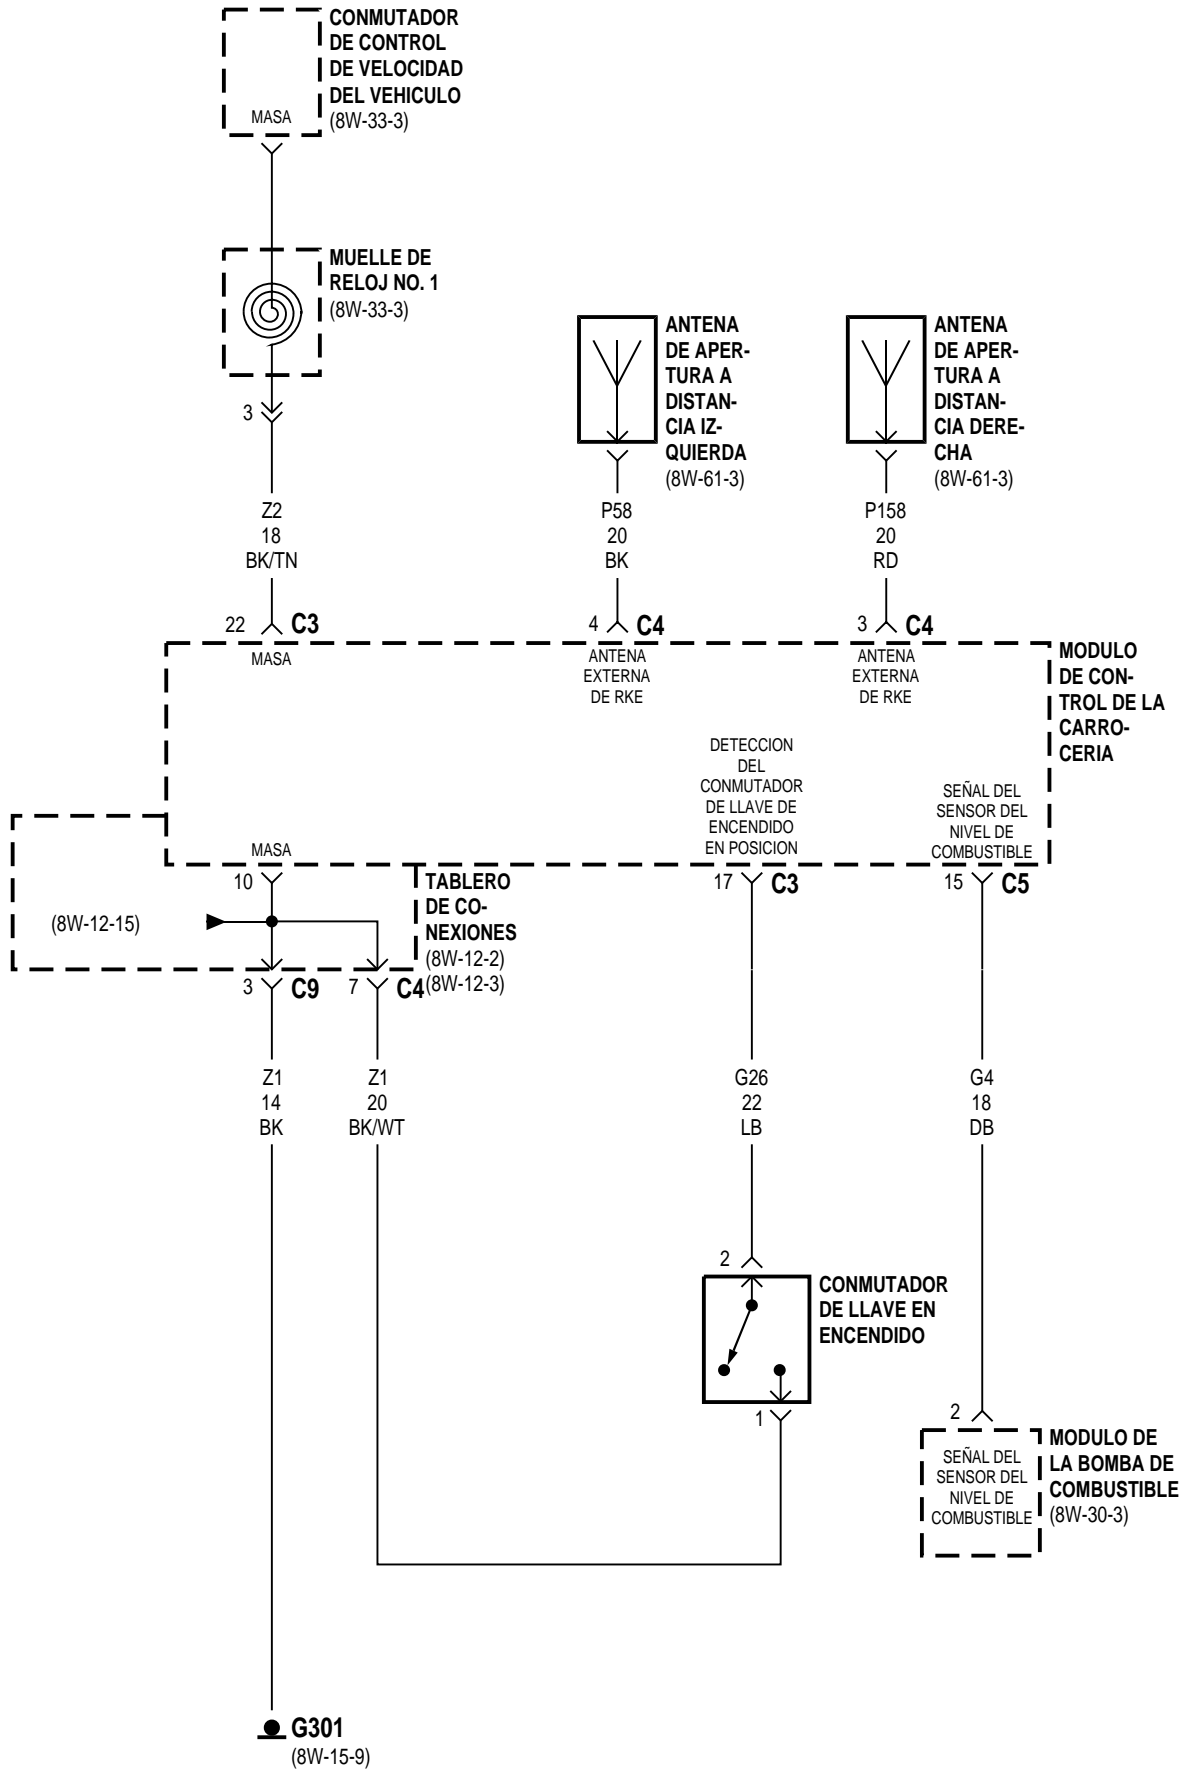 CONMUTADOR
DE CONTROL
DE VELOCIDAD
DEL VEHICULO
(8W-33-3)
MASA
MUELLE DE
RELOJ NO. 1
(8W-33-3)
3
Z2
18
BK/TN
22
C3
MASA
ANTENA
DE APER-
TURA A
DISTAN-
CIA IZ-
QUIERDA
(8W-61-3)
P58
20
BK
4
C4
ANTENA
EXTERNA
DE RKE
ANTENA
DE APER-
TURA A
DISTAN-
CIA DERE-
CHA
(8W-61-3)
P158
20
RD
3
C4
ANTENA
EXTERNA
DE RKE
MODULO
DE CON-
TROL DE LA
CARRO-
CERIA
DETECCION
DEL
CONMUTADOR
DE LLAVE DE
ENCENDIDO
EN POSICION
SEÑAL DEL
SENSOR DEL
NIVEL DE
COMBUSTIBLE
MASA
10
(8W-12-15)
TABLERO
DE CO-
NEXIONES
(8W-12-2)
(8W-12-3)
17
C3
15
C5
3
C9
7
C4
Z1
14
BK
Z1
20
BK/WT
G26
22
LB
G4
18
DB
2
CONMUTADOR
DE LLAVE EN
ENCENDIDO
1
2
SEÑAL DEL
SENSOR DEL
NIVEL DE
COMBUSTIBLE
MODULO DE
LA BOMBA DE
COMBUSTIBLE
(8W-30-3)
G301
(8W-15-9)